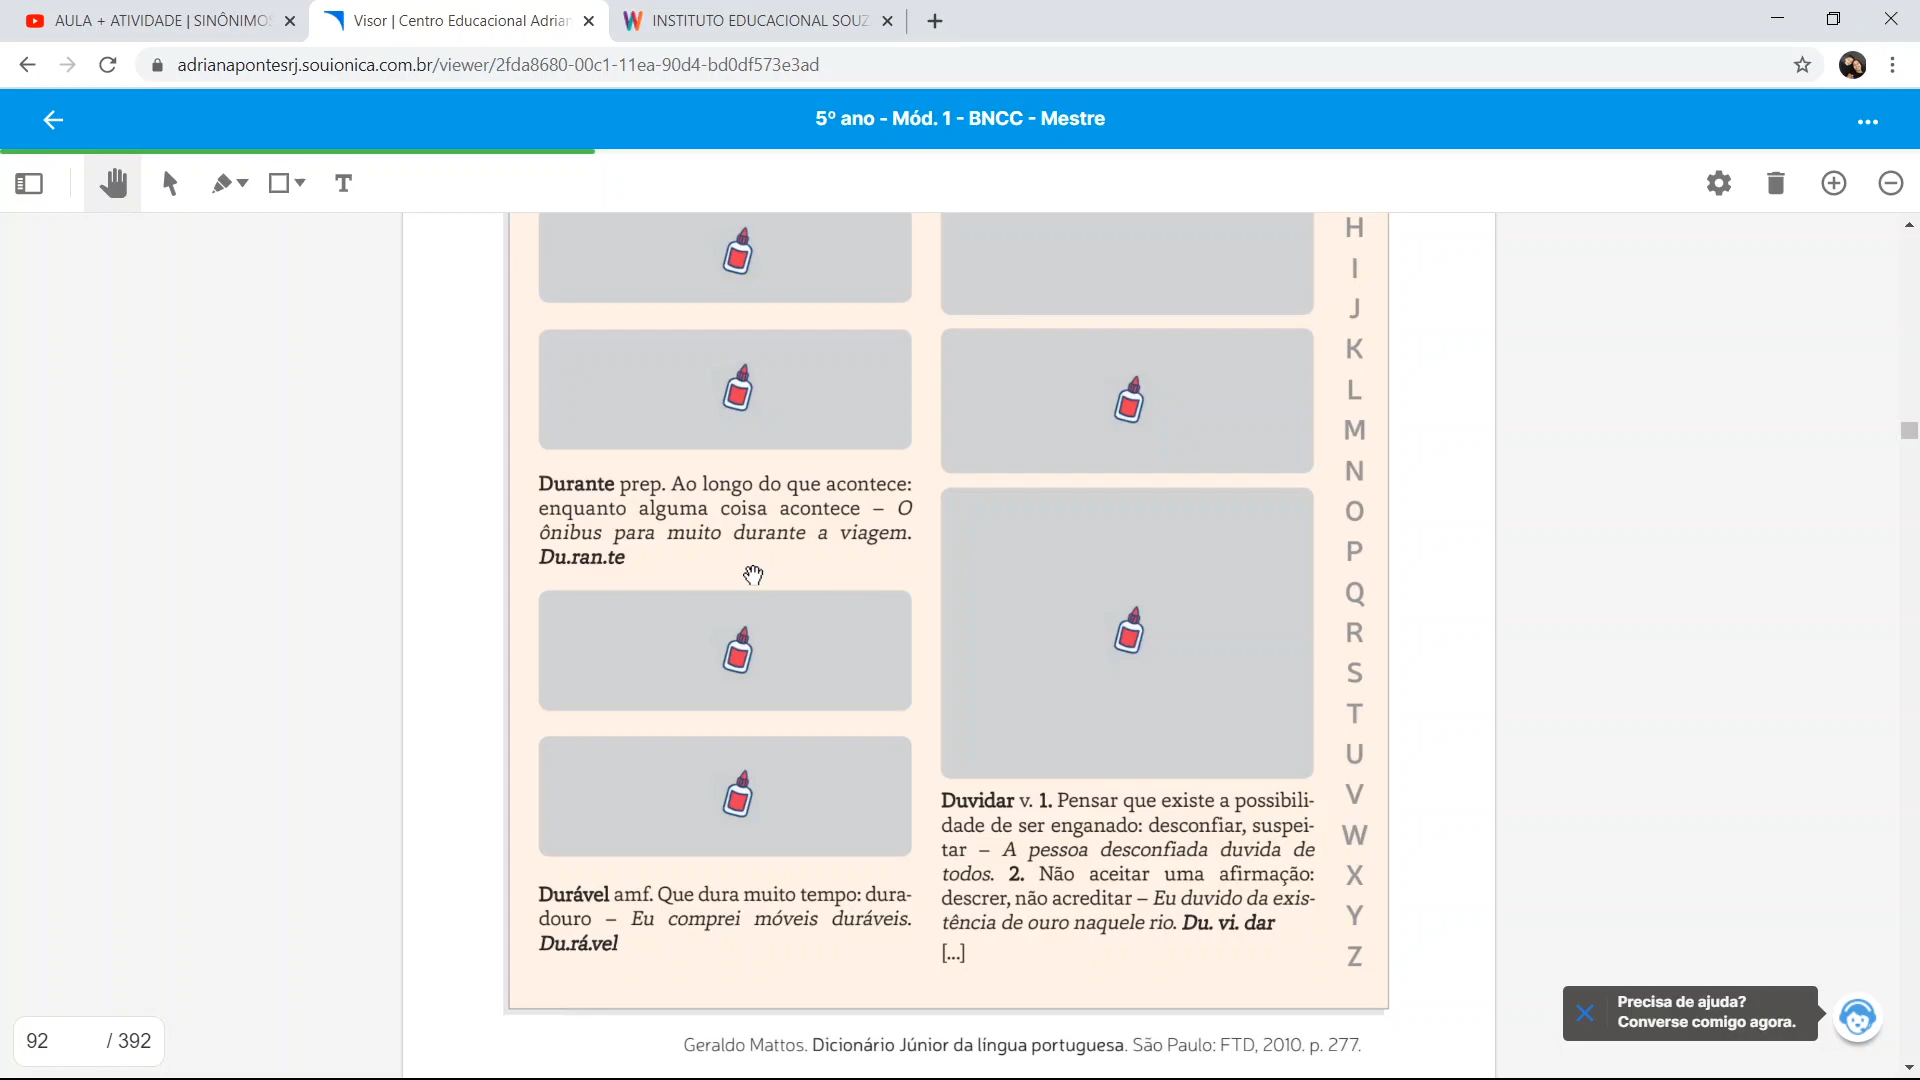 AULA + ATIVIDADE | SINÔNIMOS
Visor | Centro Educacional Adrian
INSTITUTO EDUCACIONAL SOUZ
adrianapontesrj.souionica.com.br/viewer/2fda8680-00c1-11ea-90d4-bd0df573e3ad
5º ano - Mód. 1 - BNCC - Mestre
T
Durante prep. Ao longo do que acontece:
enquanto alguma coisa acontece – O
ônibus para muito durante a viagem.
Du.ran.te
Durável amf. Que dura muito tempo: dura-
douro – Eu comprei móveis duráveis.
Du.rá.vel
Duvidar v. 1. Pensar que existe a possibili-
dade de ser enganado: desconfiar, suspei-
tar – A pessoa desconfiada duvida de
todos. 2. Não aceitar uma afirmação:
descrer, não acreditar – Eu duvido da exis-
tência de ouro naquele rio. Du. vi. dar
[...]
H
I
J
K
L
M
N
O
P
Q
R
S
T
U
V
W
X
Y
Z
Geraldo Mattos. Dicionário Júnior da língua portuguesa. São Paulo: FTD, 2010. p. 277.
92 / 392
Precisa de ajuda?
Converse comigo agora.